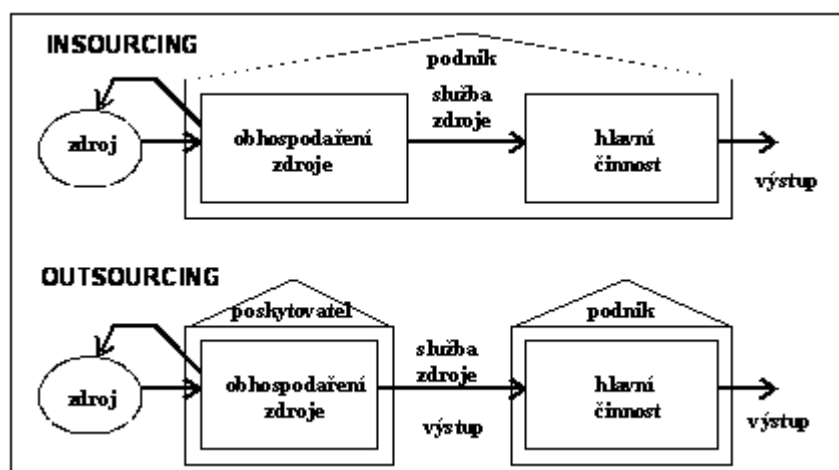 INSOURCING
podnik
služba
zdroje
zdroj
obhospodaření
zdroje
hlavní
činnost
výstup
OUTSOURCING
poskytovatel
podnik
služba
zdroje
zdroj
obhospodaření
zdroje
výstup
hlavní
činnost
výstup